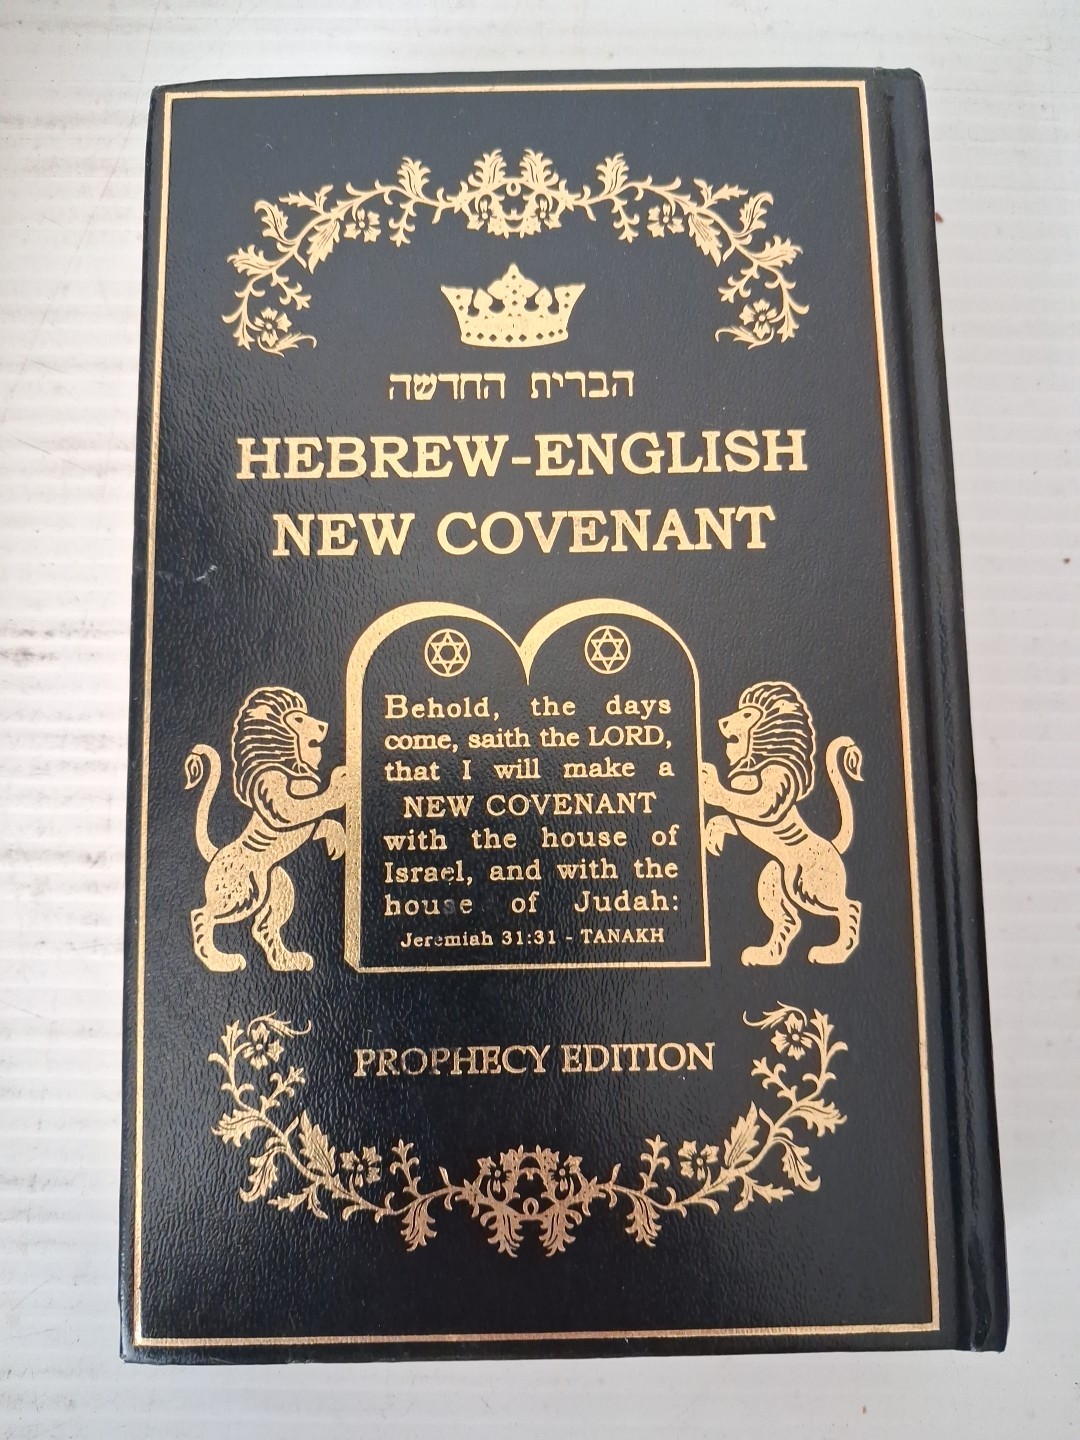 הברית החדשה
HEBREW-ENGLISH
NEW COVENANT
Behold, the days
come, saith the LORD,
that I will make a
NEW COVENANT
with the house of
Israel, and with the
house of Judah:
Jeremiah 31:31 - TANAKH
PROPHECY EDITION